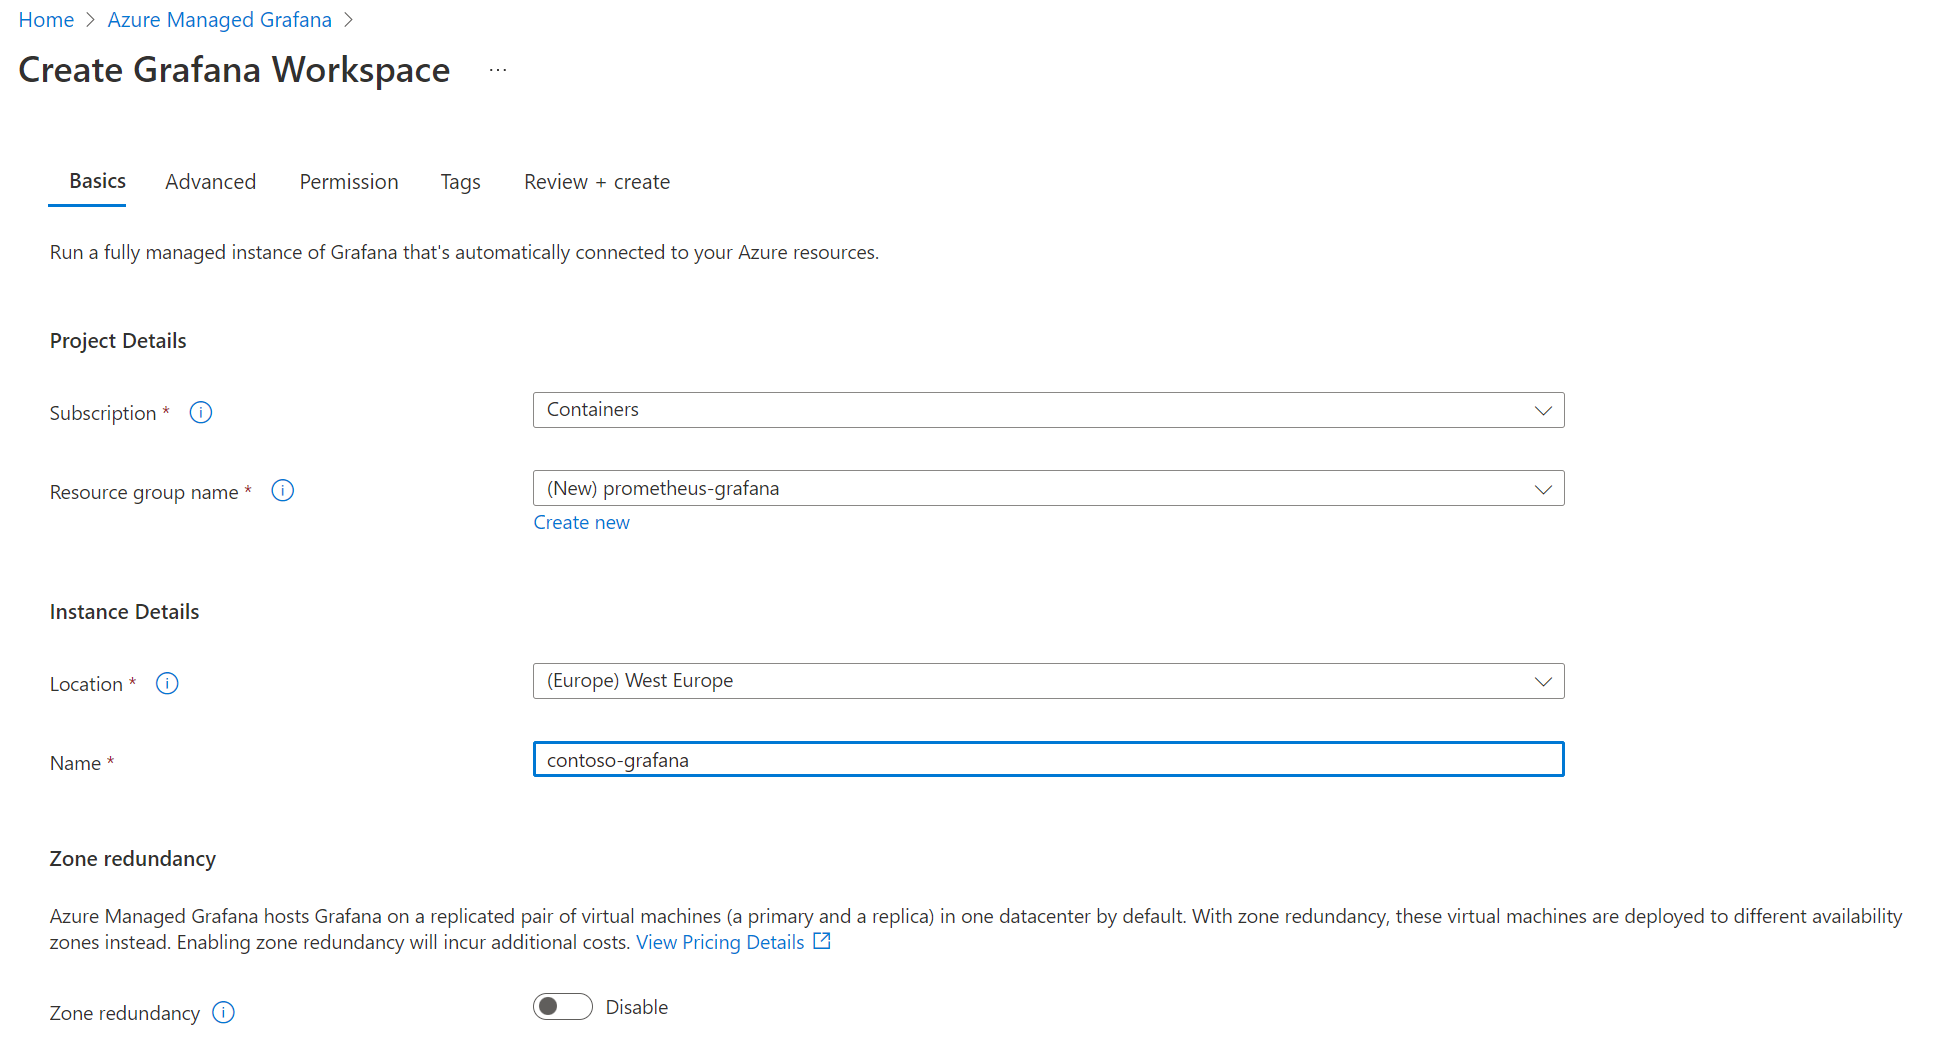 Home > Azure Managed Grafana >
Create Grafana Workspace ...
Basics Advanced Permission Tags Review + create
Run a fully managed instance of Grafana that's automatically connected to your Azure resources.
Project Details
Subscription * Containers
Resource group name * (New) prometheus-grafana
Create new
Instance Details
Location * (Europe) West Europe
Name * contoso-grafana
Zone redundancy
Azure Managed Grafana hosts Grafana on a replicated pair of virtual machines (a primary and a replica) in one datacenter by default. With zone redundancy, these virtual machines are deployed to different availability
zones instead. Enabling zone redundancy will incur additional costs. View Pricing Details
Zone redundancy Disable